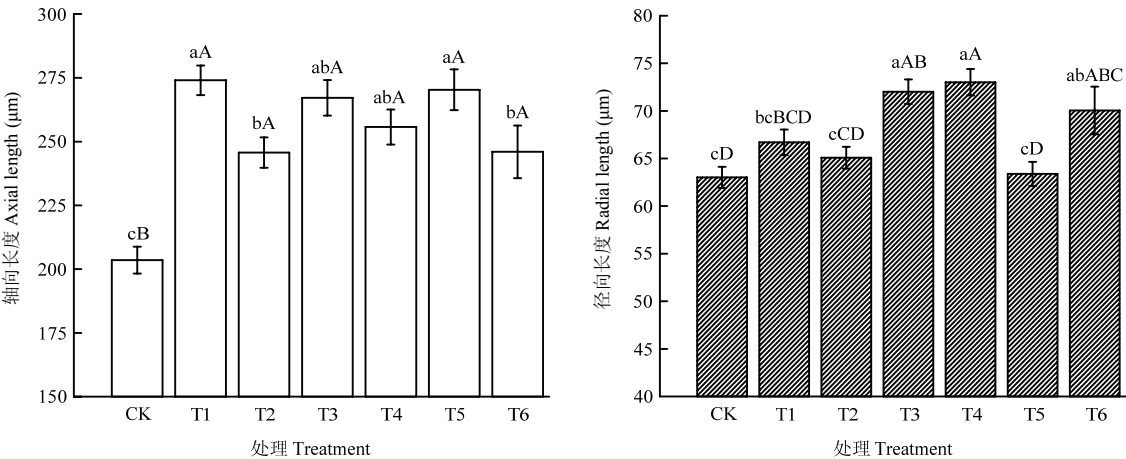 轴向长度 Axial length (μm)
300
275
250
225
200
175
150
cB
aA
bA
abA
abA
aA
bA
CK T1 T2 T3 T4 T5 T6
处理 Treatment
径向长度 Radial length (μm)
80
75
70
65
60
55
50
45
40
cD
bcBCD
cCD
aAB
aA
cD
abABC
CK T1 T2 T3 T4 T5 T6
处理 Treatment